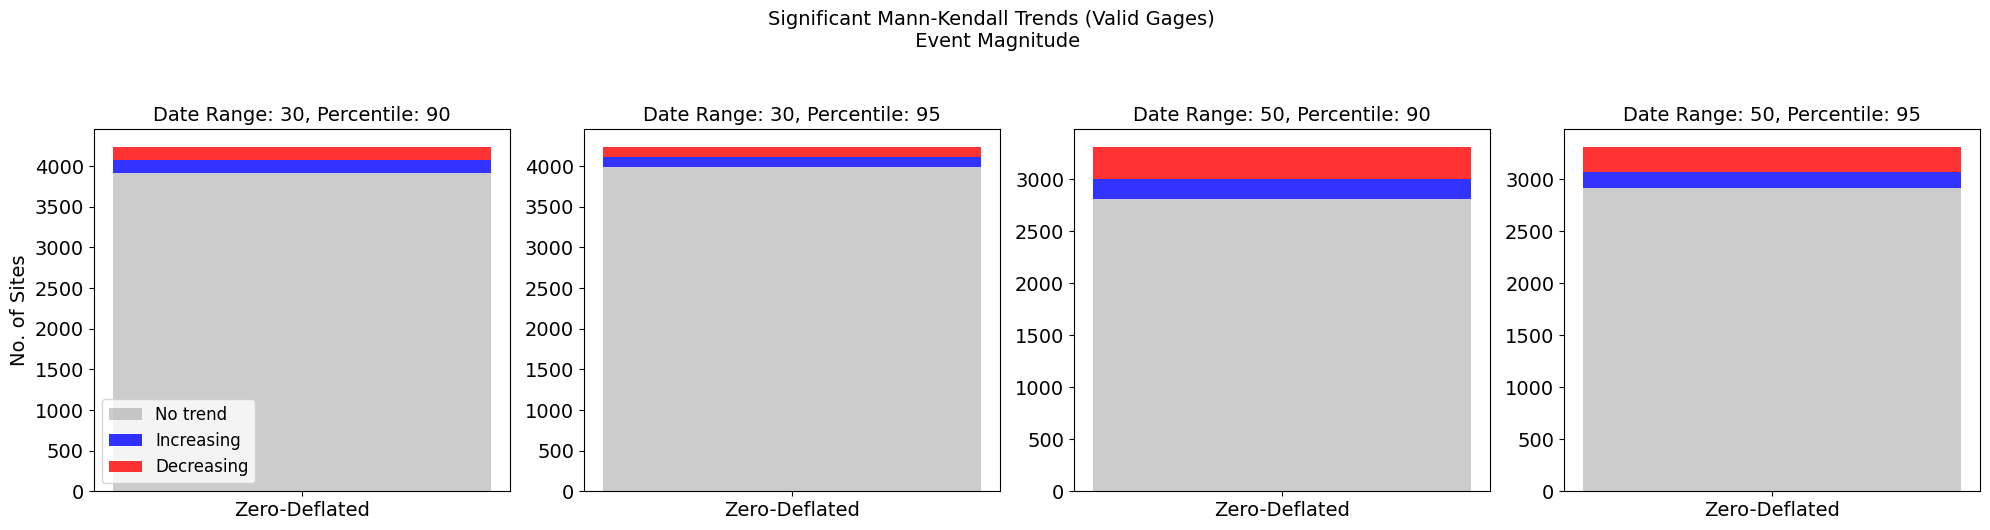 Significant Mann-Kendall Trends (Valid Gages)
Event Magnitude
Date Range: 30, Percentile: 90
No. of Sites
4000
3500
3000
2500
2000
1500
1000
500
0
No trend
Increasing
Decreasing
Zero-Deflated
Date Range: 30, Percentile: 95
4000
3500
3000
2500
2000
1500
1000
500
0
Zero-Deflated
Date Range: 50, Percentile: 90
3000
2500
2000
1500
1000
500
0
Zero-Deflated
Date Range: 50, Percentile: 95
3000
2500
2000
1500
1000
500
0
Zero-Deflated